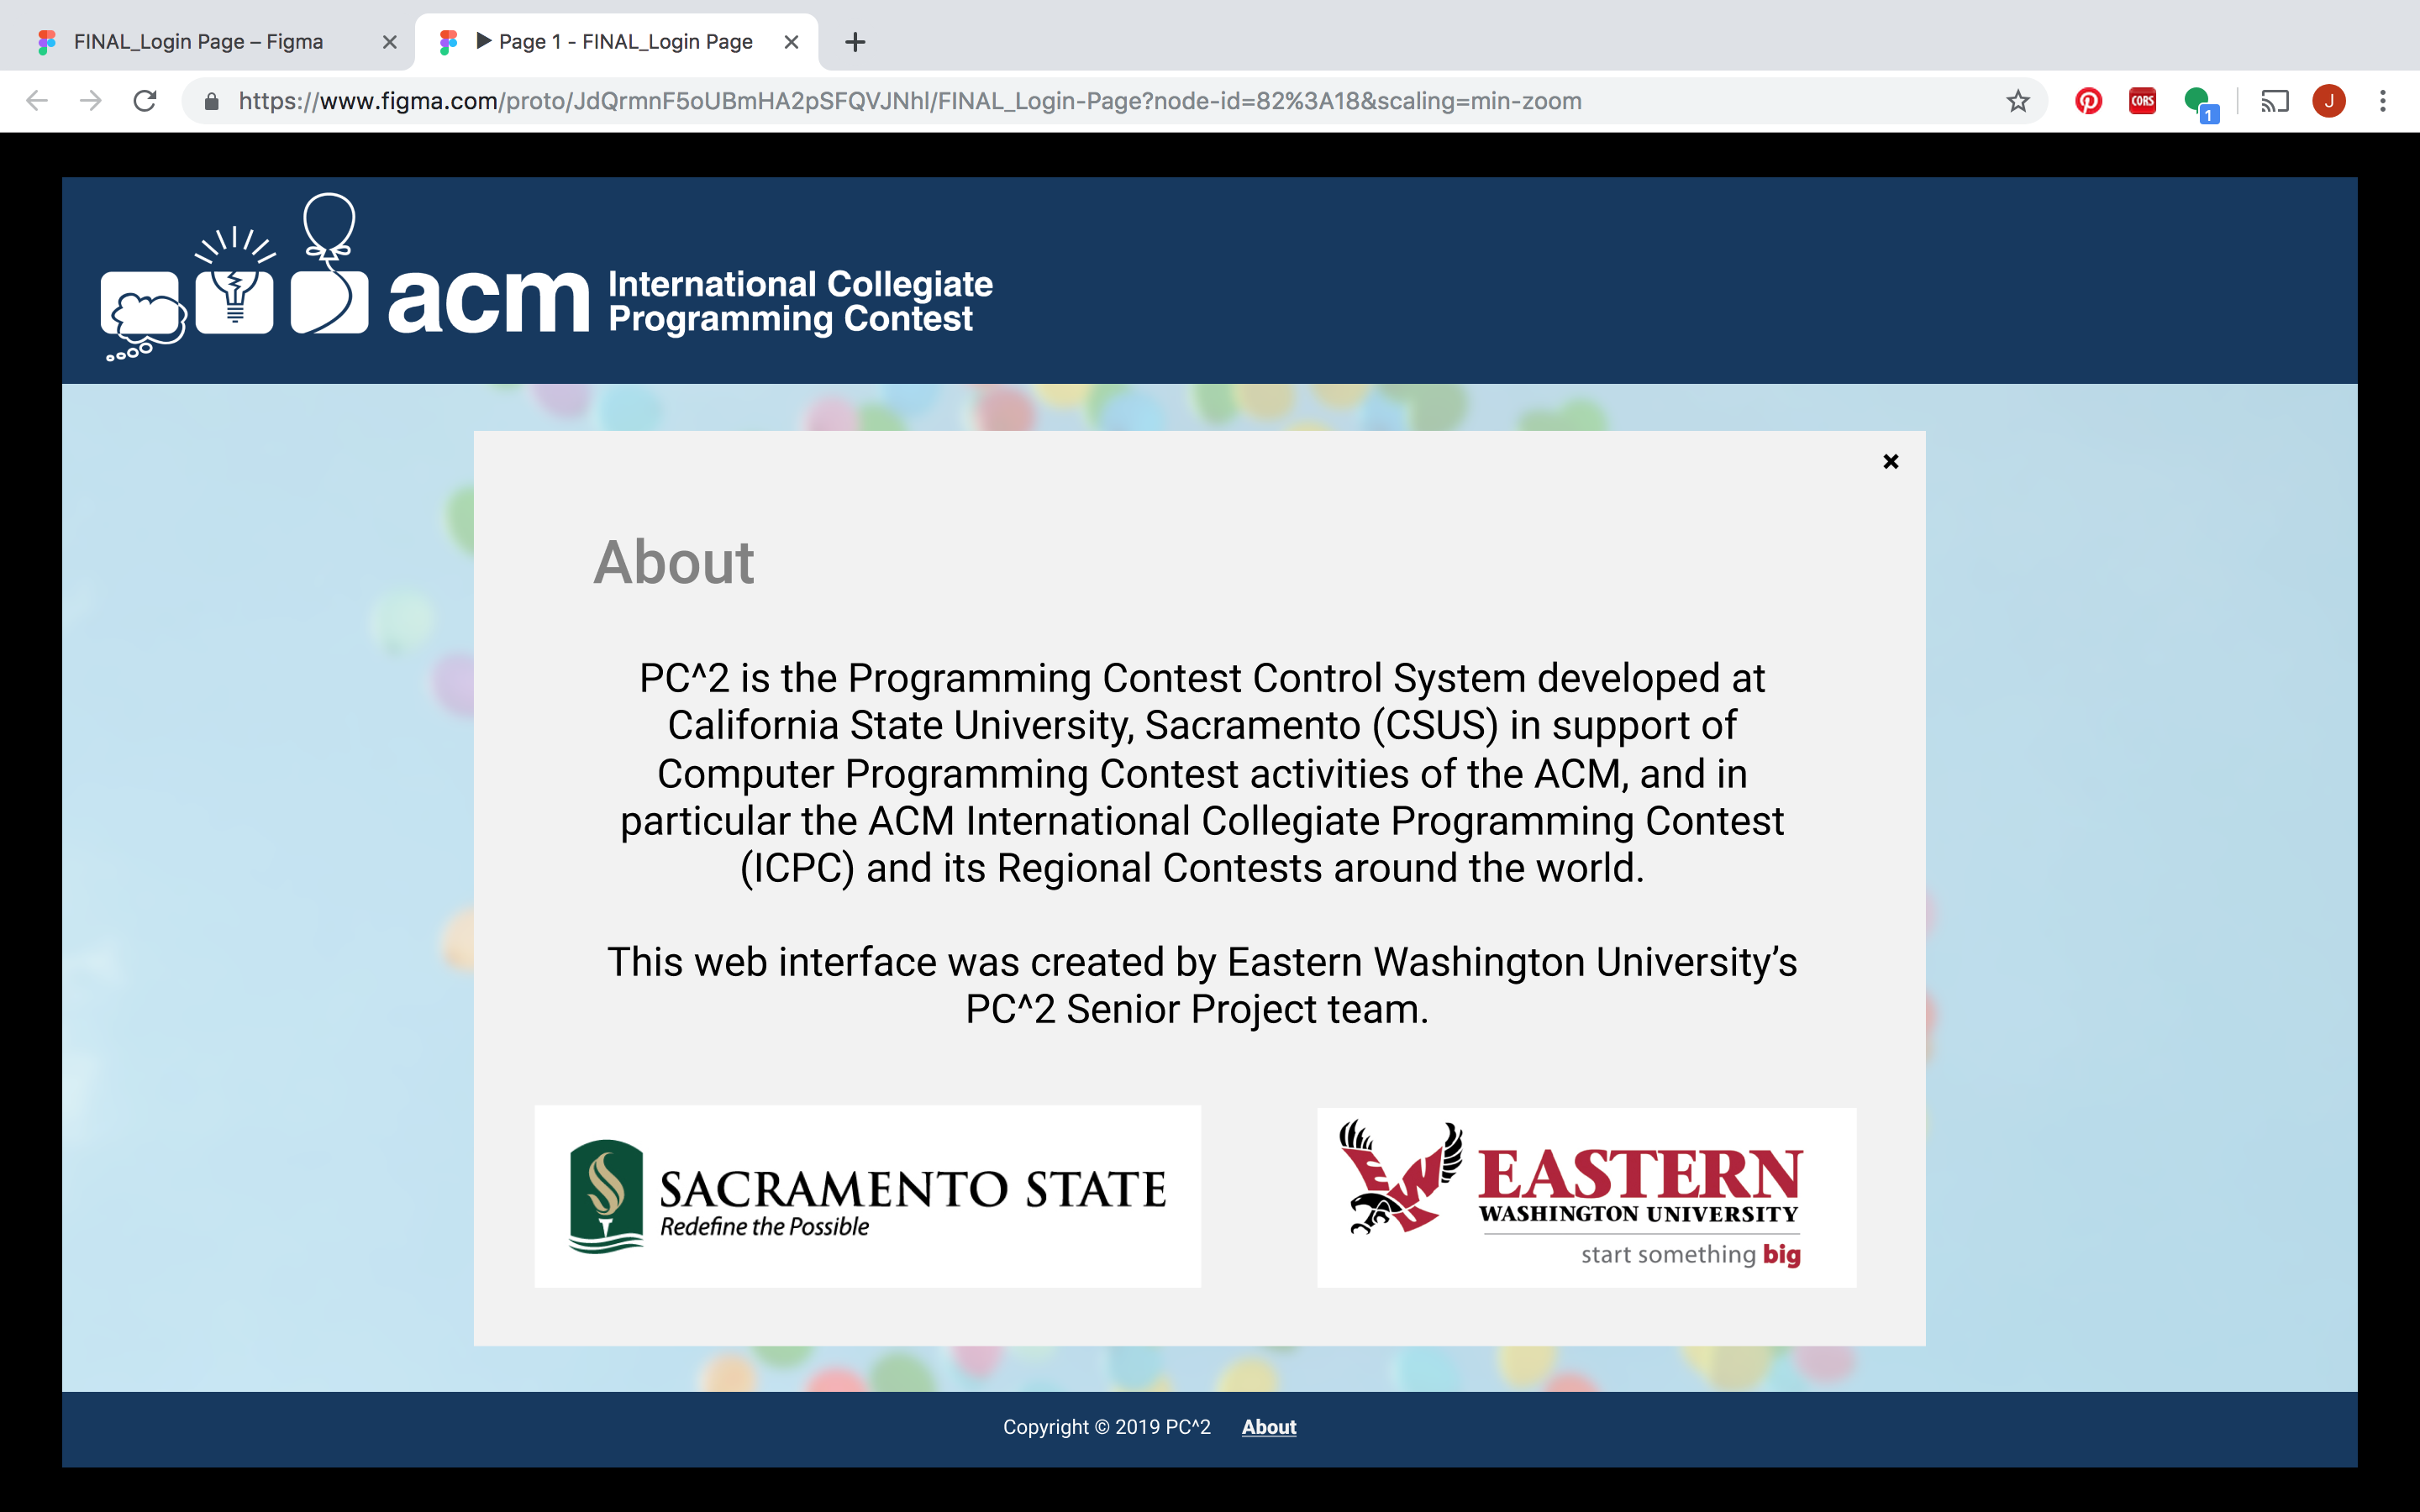 FINAL_Login Page – Figma
Page 1 - FINAL_Login Page
https://www.figma.com/proto/JdQrmnF5oUBmHA2pSFQVJNhl/FINAL_Login-Page?node-id=82%3A18&scaling=min-zoom
CORS
1
J
acm
International Collegiate
Programming Contest
About
PC^2 is the Programming Contest Control System developed at
California State University, Sacramento (CSUS) in support of
Computer Programming Contest activities of the ACM, and in
particular the ACM International Collegiate Programming Contest
(ICPC) and its Regional Contests around the world.
This web interface was created by Eastern Washington University’s
PC^2 Senior Project team.
SACRAMENTO STATE
Redefine the Possible
EW
EASTERN
WASHINGTON UNIVERSITY
start something big
Copyright © 2019 PC^2 About